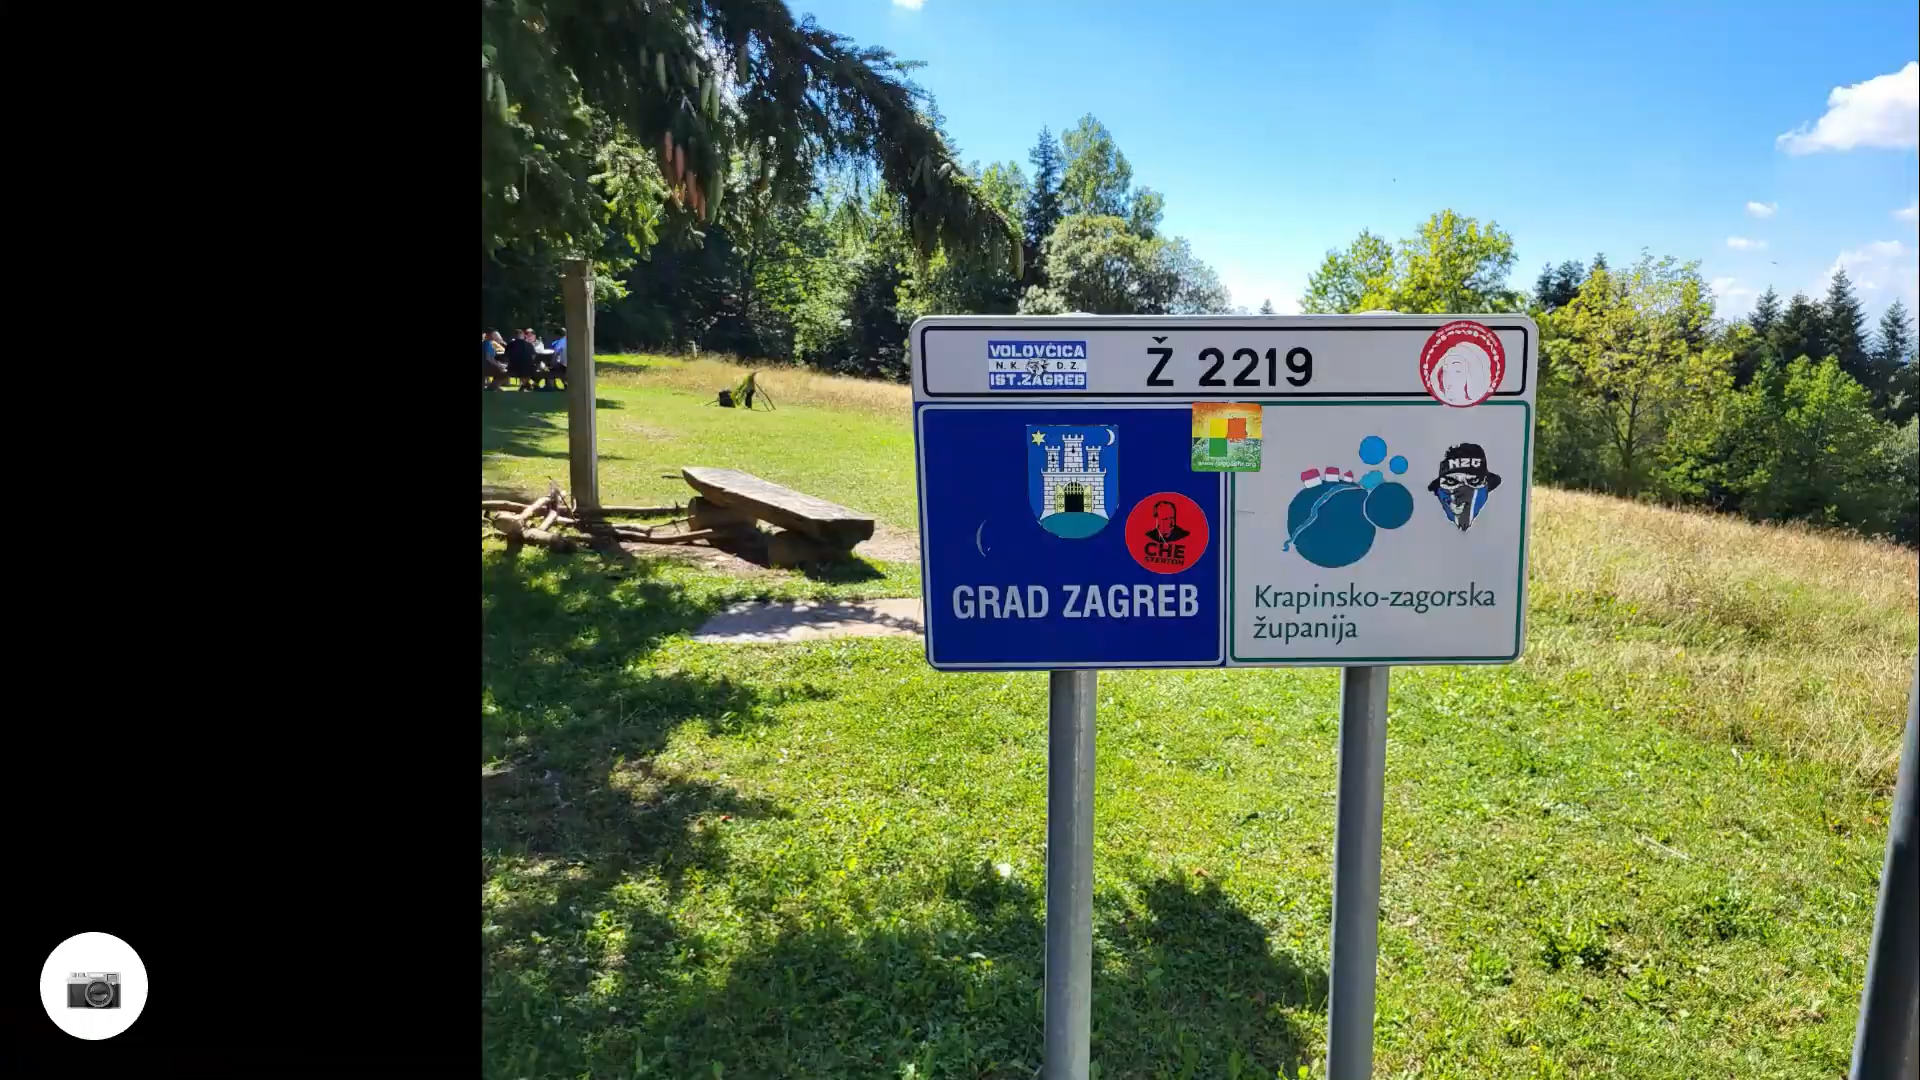 VOLOVČICA
N.K. D.Z.
IST.ZAGREB
Ž 2219
NZG
CHE
GRAD ZAGREB
Krapinsko-zagorska
županija